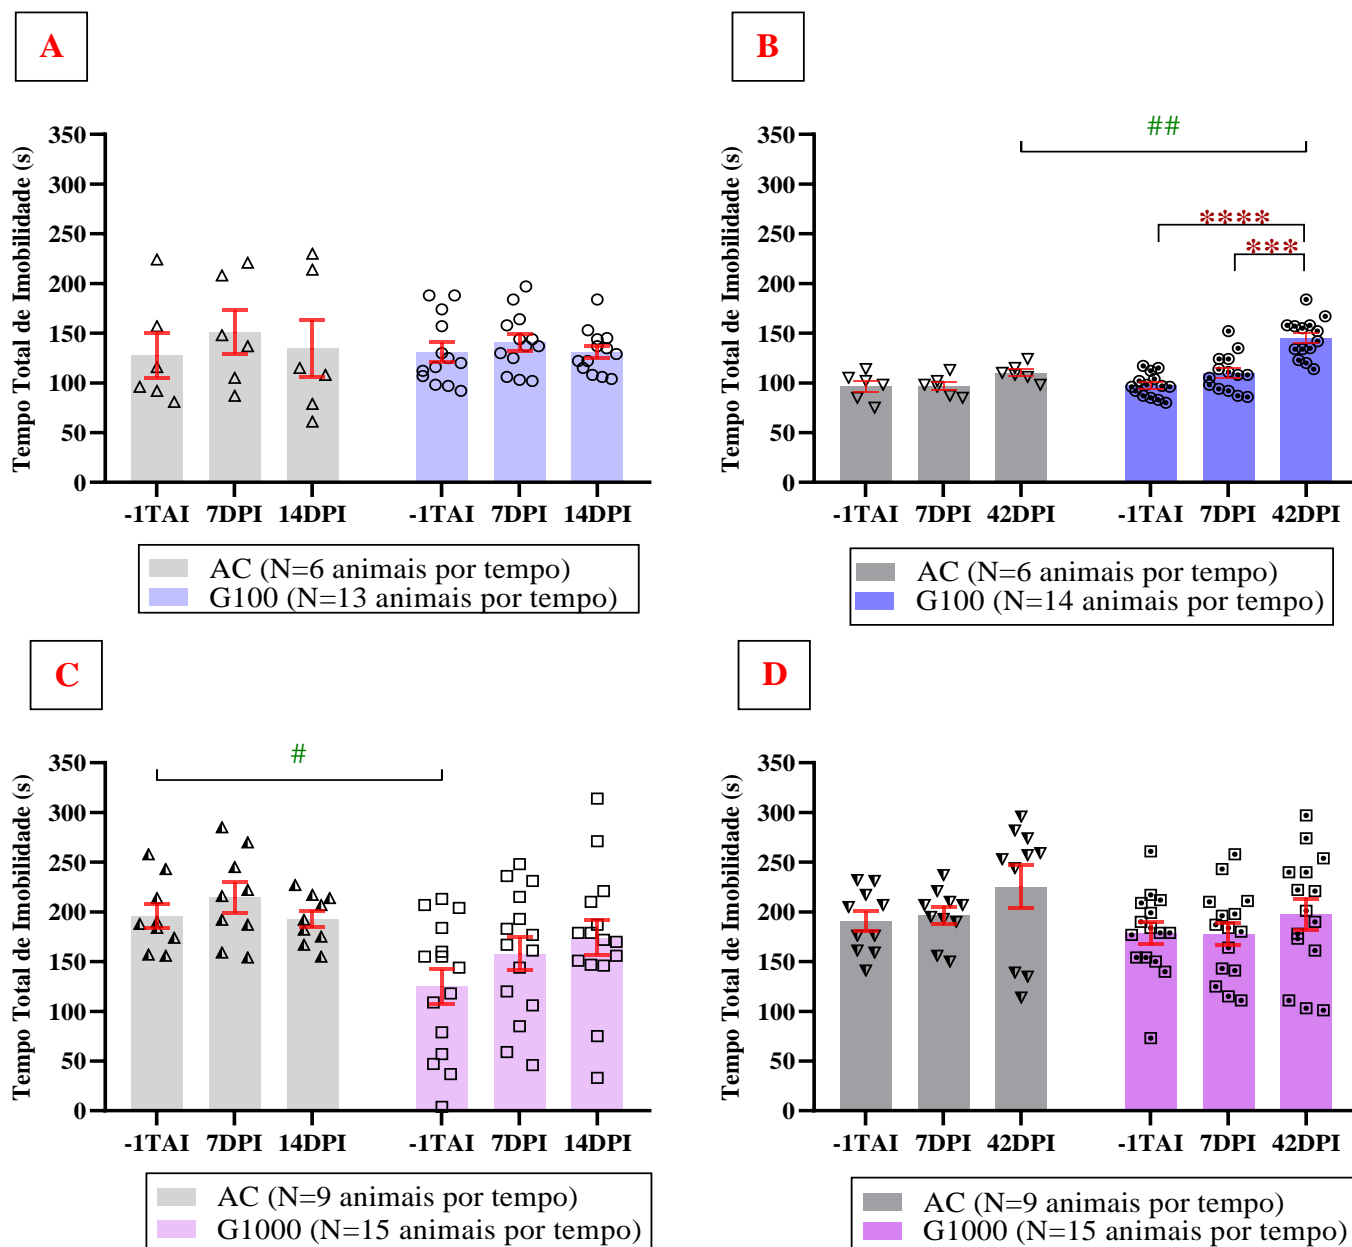 A
Tempo Total de Imobilidade (s)
350
300
250
200
150
100
50
0
-1TAI 7DPI 14DPI -1TAI 7DPI 14DPI
AC (N=6 animais por tempo)
G100 (N=13 animais por tempo)
B
Tempo Total de Imobilidade (s)
350
300
250
200
150
100
50
0
##
****
***
-1TAI 7DPI 42DPI -1TAI 7DPI 42DPI
AC (N=6 animais por tempo)
G100 (N=14 animais por tempo)
C
Tempo Total de Imobilidade (s)
350
300
250
200
150
100
50
0
#
-1TAI 7DPI 14DPI -1TAI 7DPI 14DPI
AC (N=9 animais por tempo)
G1000 (N=15 animais por tempo)
D
Tempo Total de Imobilidade (s)
350
300
250
200
150
100
50
0
-1TAI 7DPI 42DPI -1TAI 7DPI 42DPI
AC (N=9 animais por tempo)
G1000 (N=15 animais por tempo)